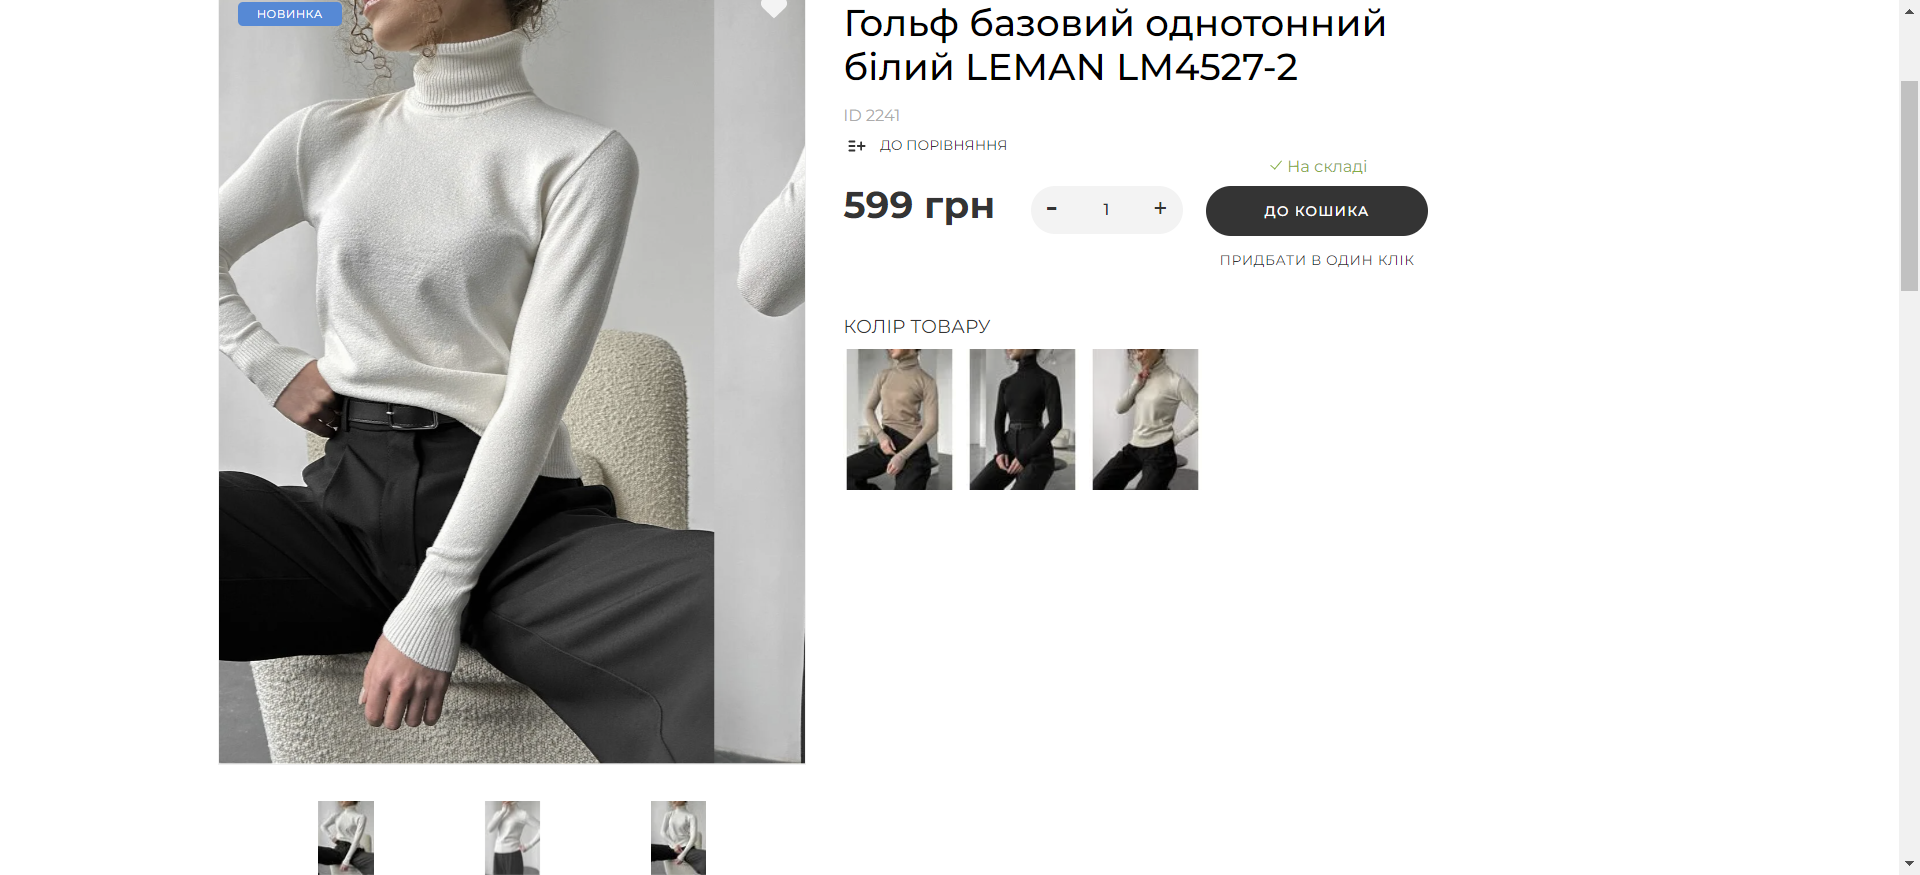 НОВИНКА
Гольф базовий однотонний
білий LEMAN LM4527-2
ID 2241
ДО ПОРІВНЯННЯ
На складі
599 грн
- 1 +
ДО КОШИКА
ПРИДБАТИ В ОДИН КЛІК
КОЛІР ТОВАРУ